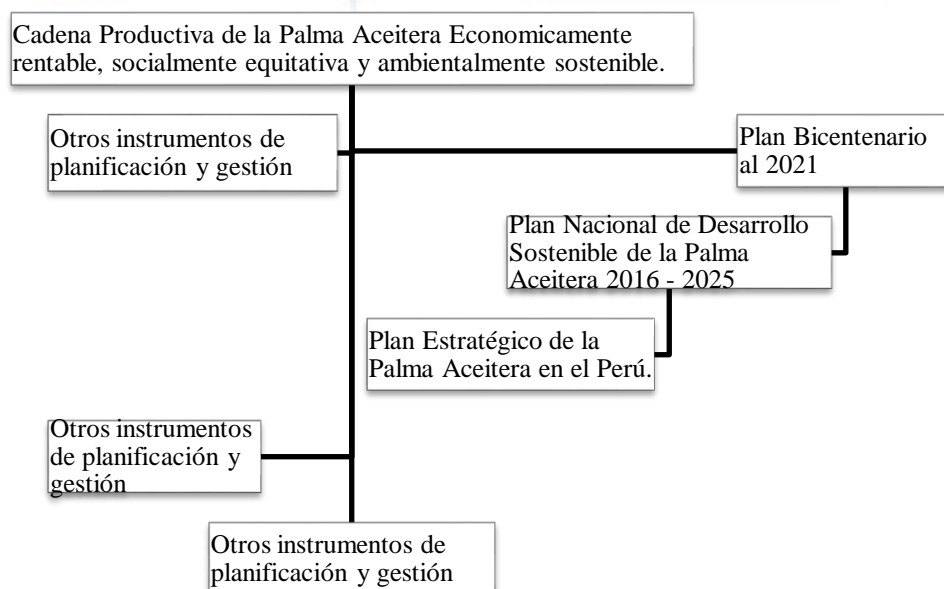 Cadena Productiva de la Palma Aceitera Economicamente
rentable, socialmente equitativa y ambientalmente sostenible.
Otros instrumentos de
planificación y gestión
Plan Bicentenario
al 2021
Plan Nacional de Desarrollo
Sostenible de la Palma
Aceitera 2016 - 2025
Plan Estratégico de la
Palma Aceitera en el Perú.
Otros instrumentos
de planificación y
gestión
Otros instrumentos de
planificación y gestión